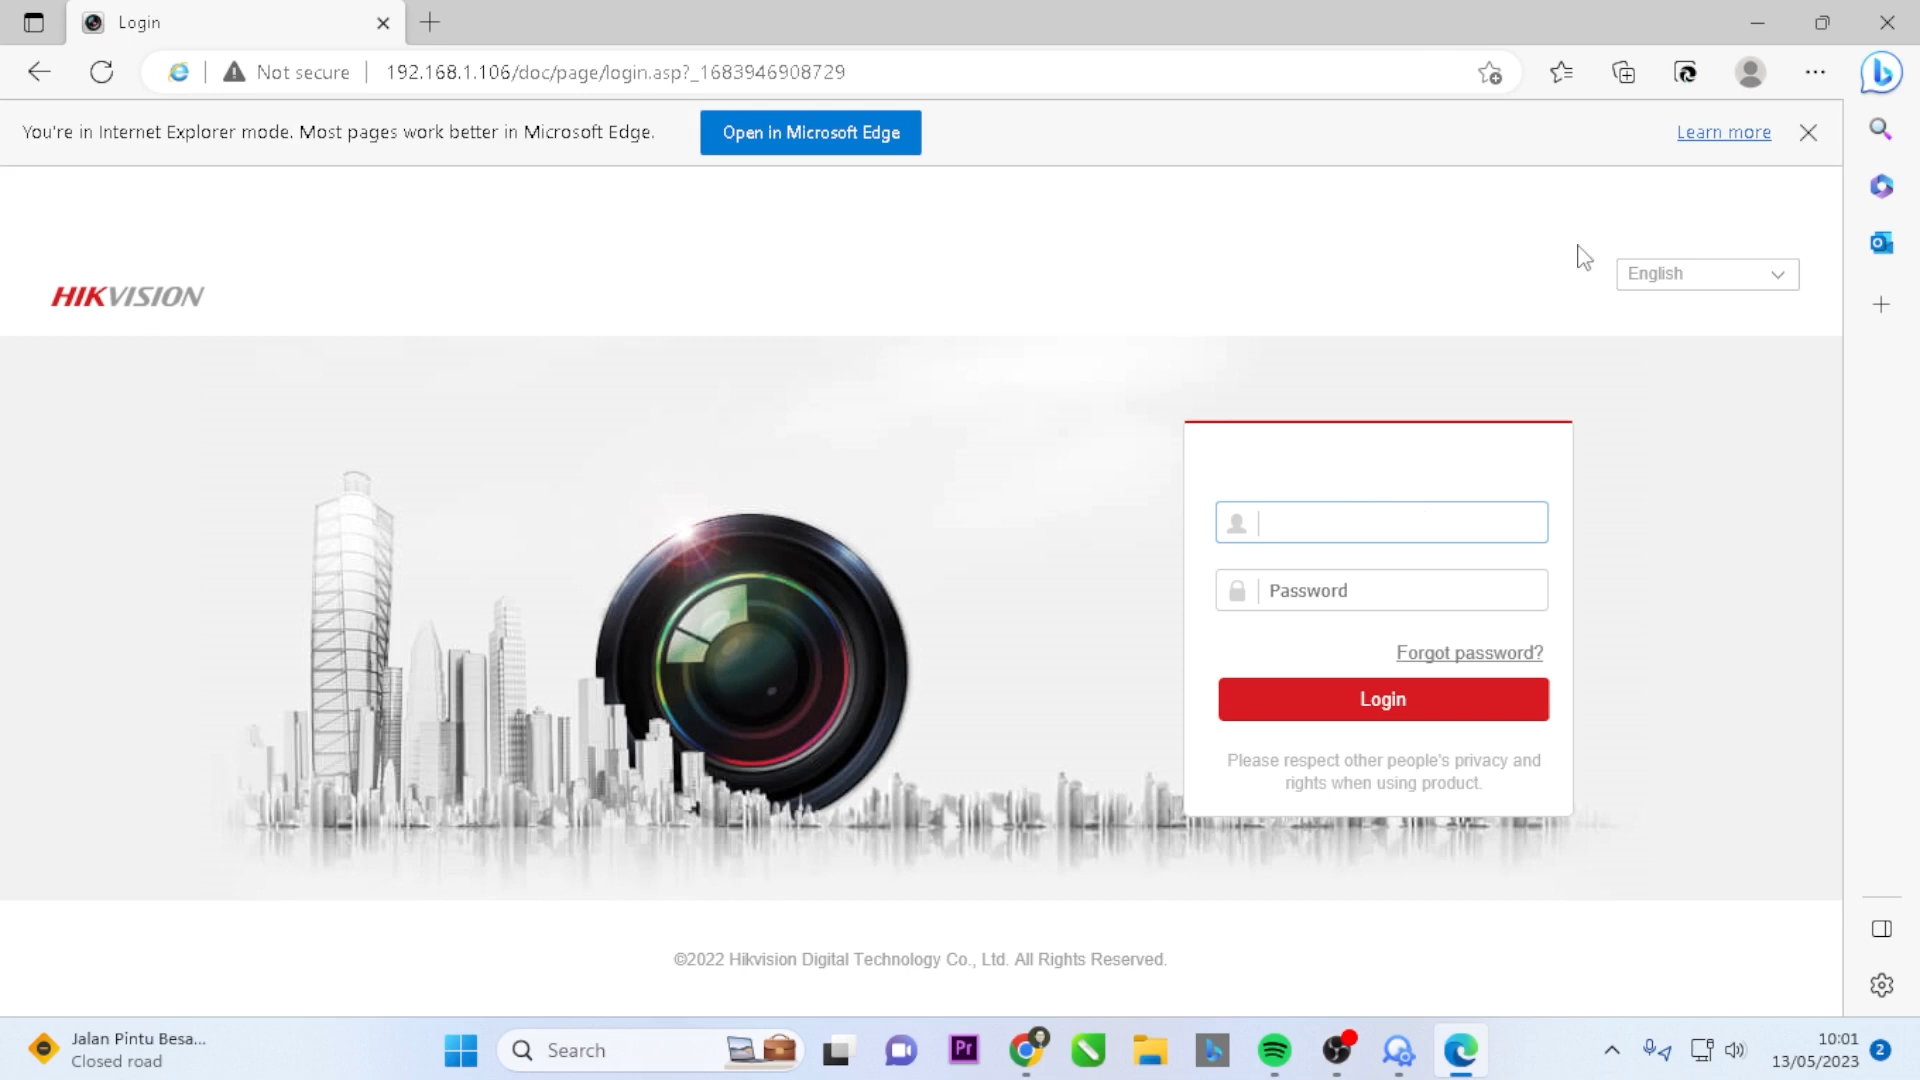 Login
Not secure
192.168.1.106/doc/page/login.asp?_1683946908729
You're in Internet Explorer mode. Most pages work better in Microsoft Edge.
Open in Microsoft Edge
Learn more
English
HIKVISION
Password
Forgot password?
Login
Please respect other people's privacy and
rights when using product.
©2022 Hikvision Digital Technology Co., Ltd. All Rights Reserved.
Jalan Pintu Besa...
Closed road
Search
Pr
10:01
13/05/2023
2